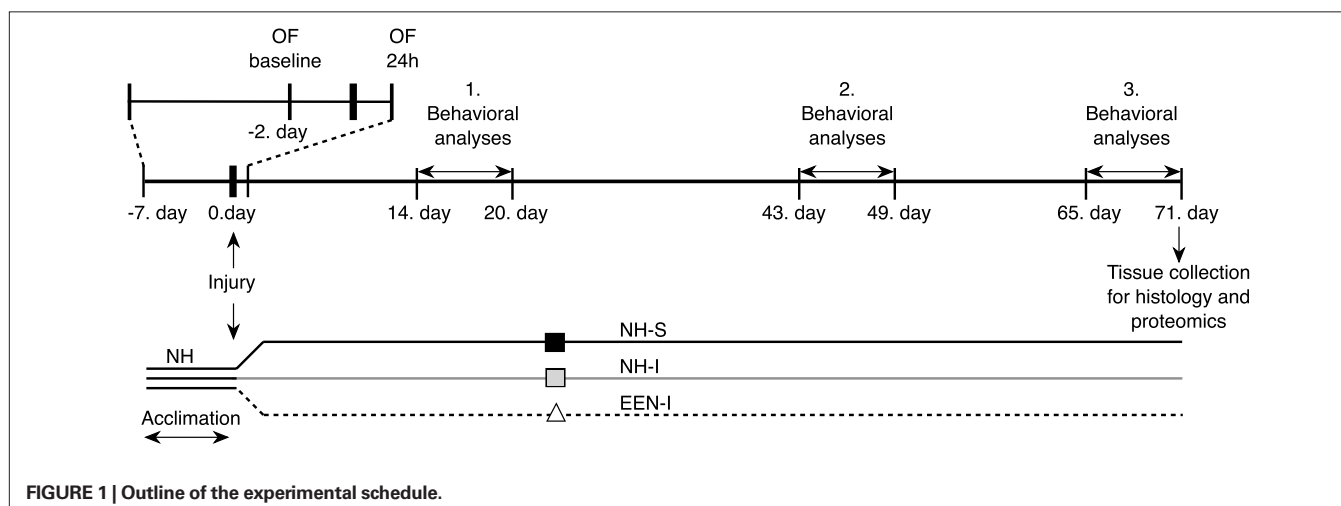 OF
baseline
OF
24h
-2. day
1.
Behavioral
analyses
2.
Behavioral
analyses
3.
Behavioral
analyses
-7. day
0.day
14. day
20. day
43. day
49. day
65. day
71. day
Injury
Tissue collection
for histology and
proteomics
NH
NH-S
NH-I
EEN-I
Acclimation
FIGURE 1 | Outline of the experimental schedule.